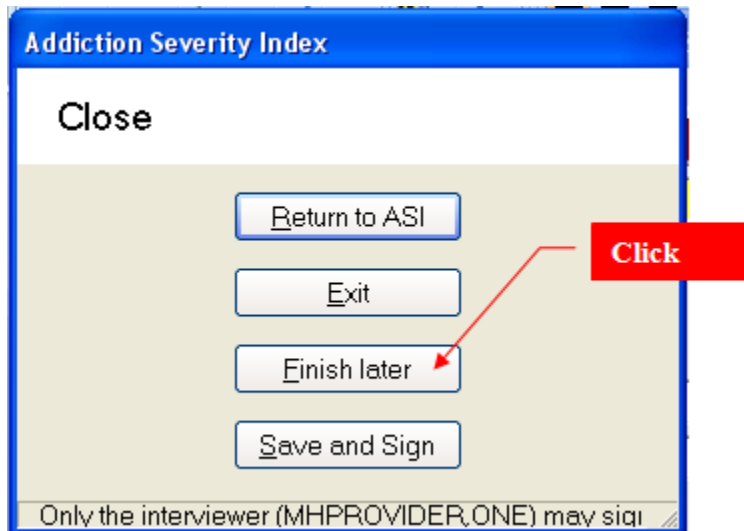 Addiction Severity Index
Close
Return to ASI
Click
Exit
Finish later
Save and Sign
Only the interviewer (MHPROVIDER,ONE) may